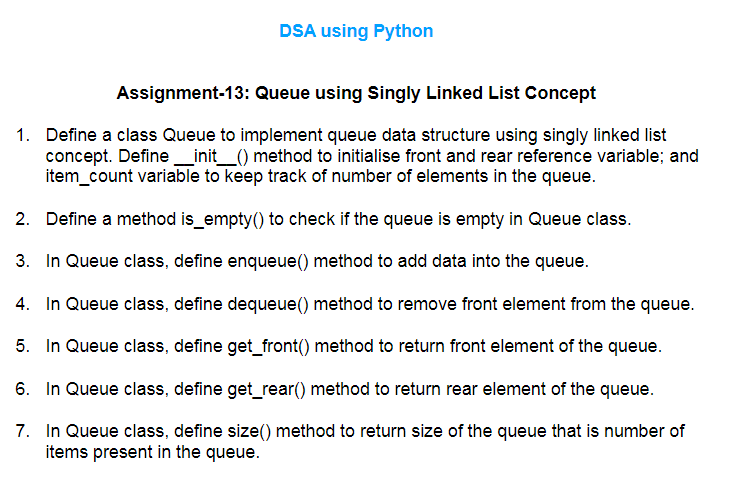 DSA using Python
Assignment-13: Queue using Singly Linked List Concept
1. Define a class Queue to implement queue data structure using singly linked list
concept. Define __init__() method to initialise front and rear reference variable; and
item_count variable to keep track of number of elements in the queue.
2. Define a method is_empty() to check if the queue is empty in Queue class.
3. In Queue class, define enqueue() method to add data into the queue.
4. In Queue class, define dequeue() method to remove front element from the queue.
5. In Queue class, define get_front() method to return front element of the queue.
6. In Queue class, define get_rear() method to return rear element of the queue.
7. In Queue class, define size() method to return size of the queue that is number of
items present in the queue.